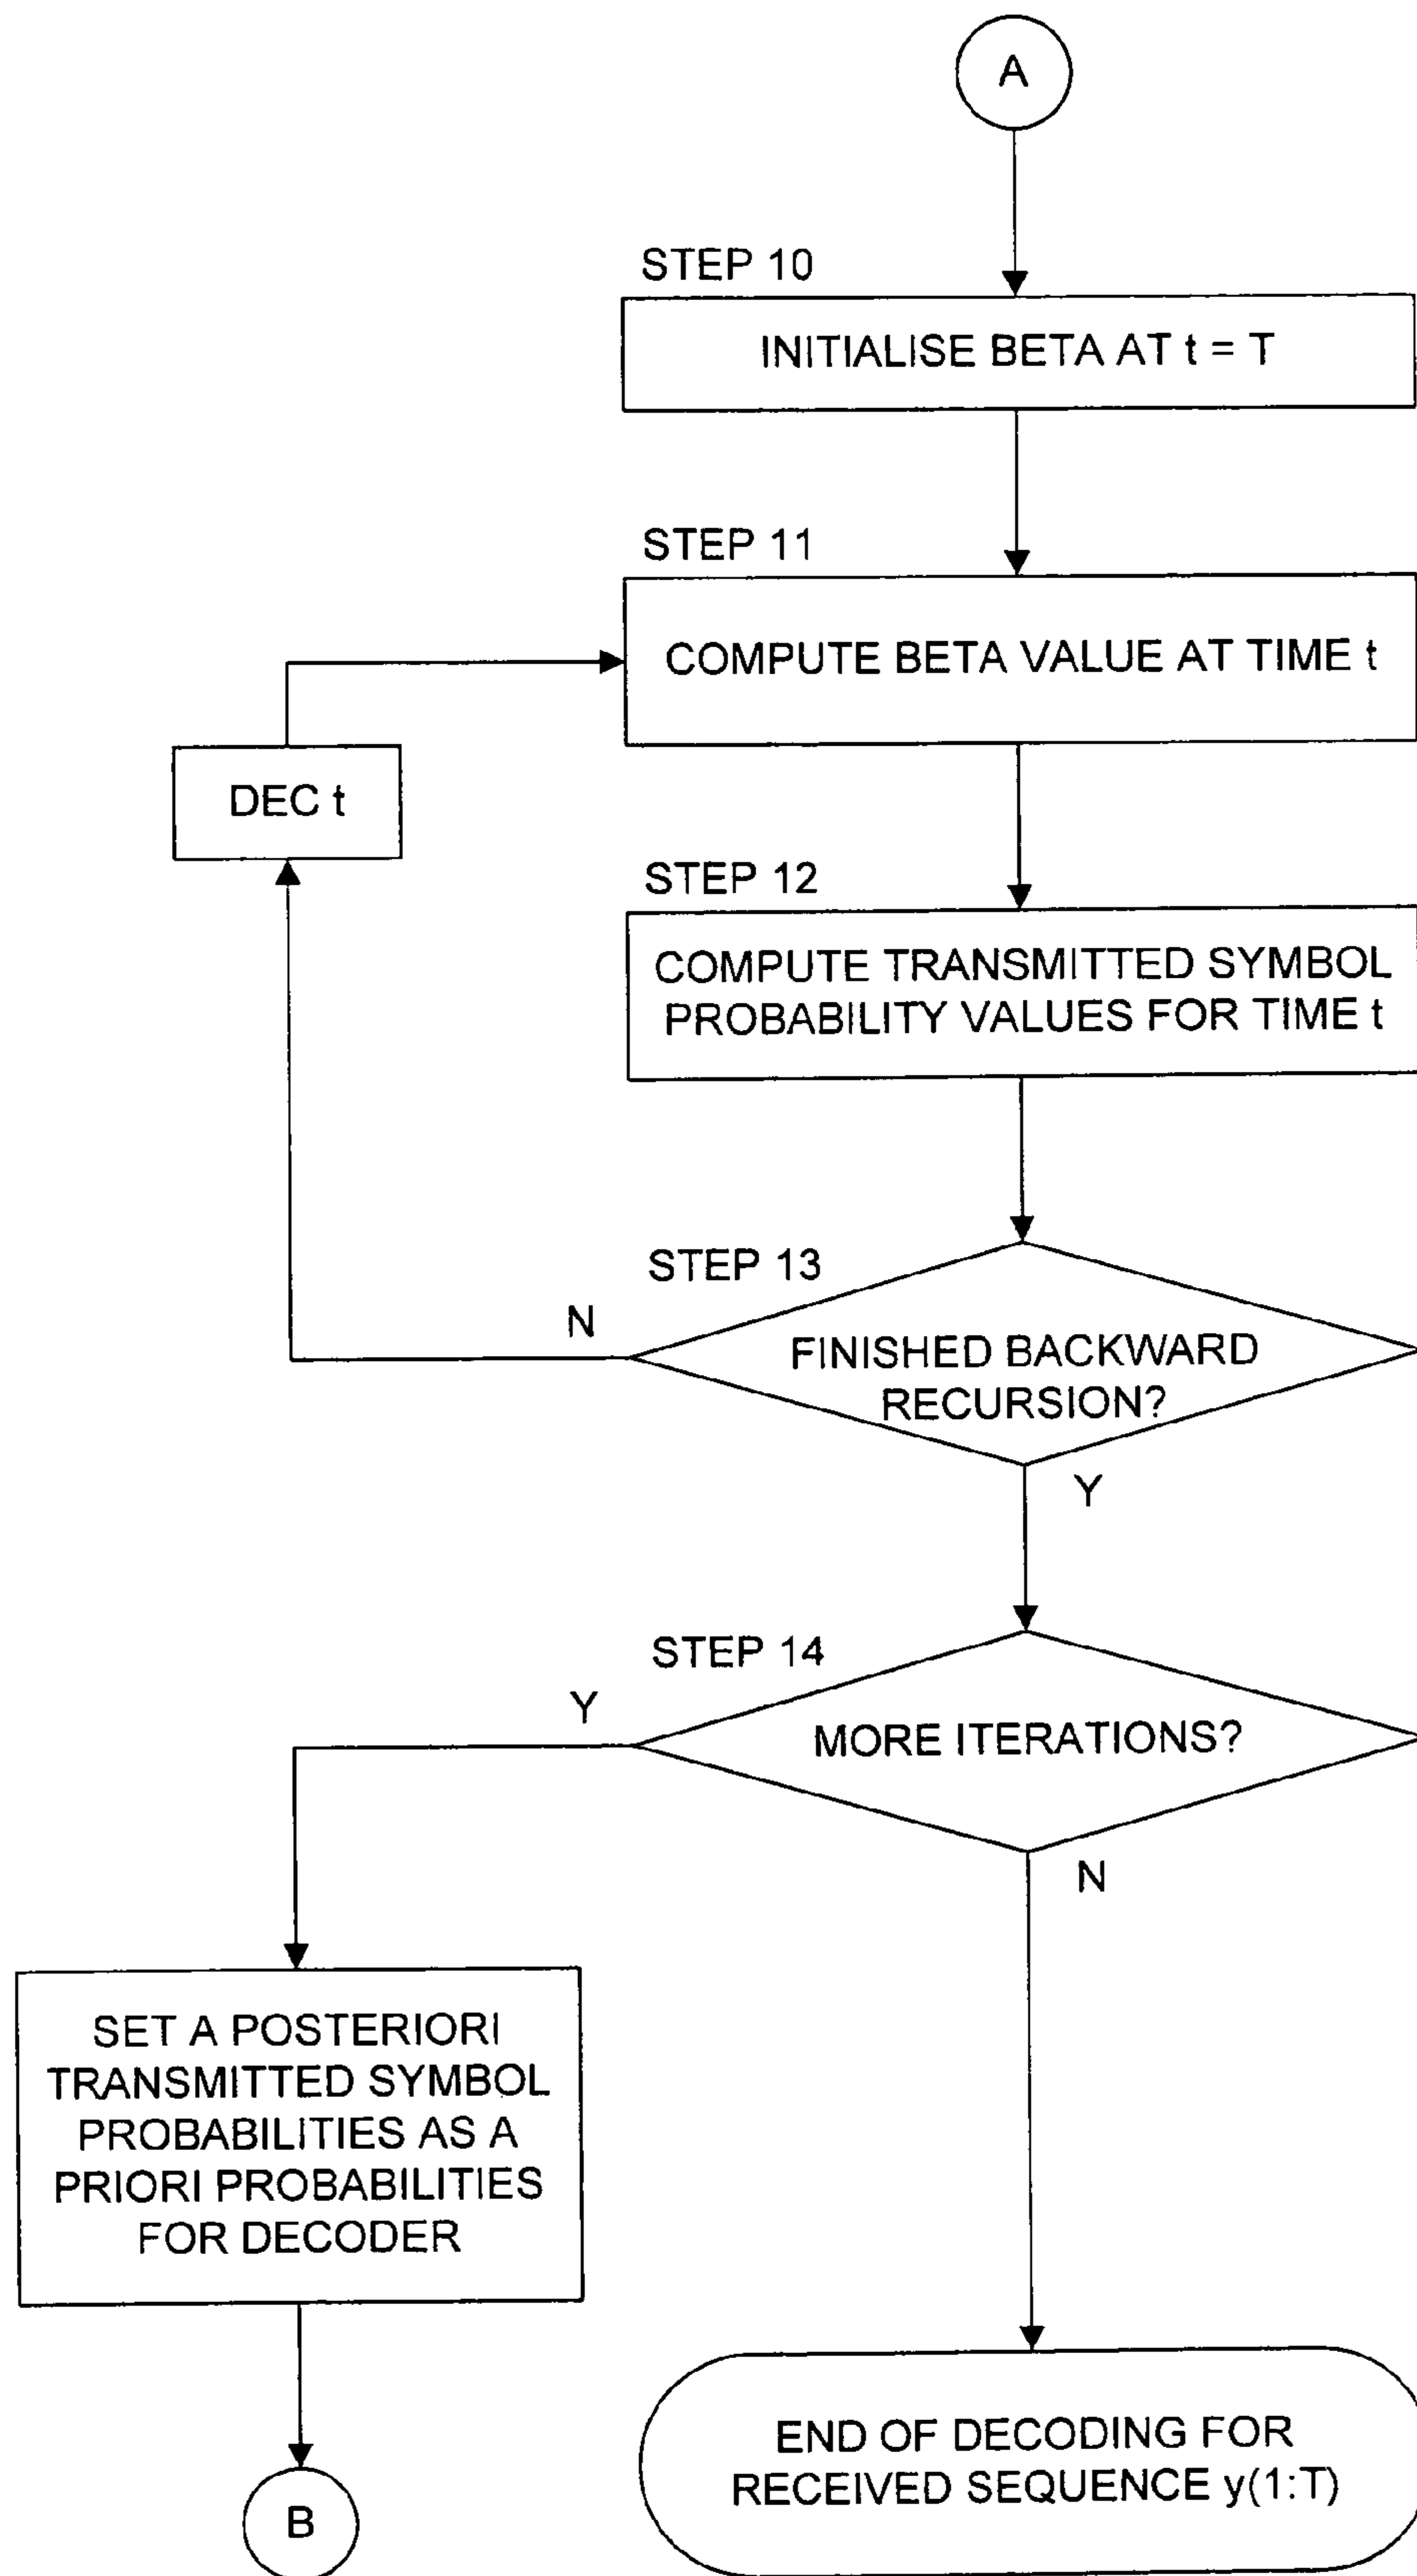 A
STEP 10
INITIALISE BETA AT t = T
STEP 11
COMPUTE BETA VALUE AT TIME t
DEC t
STEP 12
COMPUTE TRANSMITTED SYMBOL
PROBABILITY VALUES FOR TIME t
STEP 13
N
FINISHED BACKWARD
RECURSION?
Y
STEP 14
Y
MORE ITERATIONS?
N
SET A POSTERIORI
TRANSMITTED SYMBOL
PROBABILITIES AS A
PRIORI PROBABILITIES
FOR DECODER
END OF DECODING FOR
RECEIVED SEQUENCE y(1:T)
B